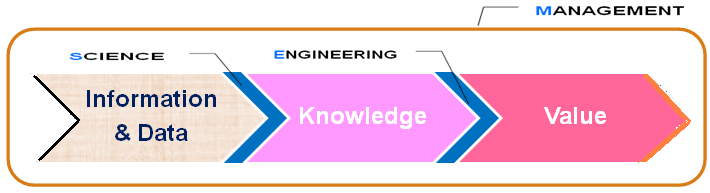 MANAGEMENT
SCIENCE
ENGINEERING
Information
& Data
Knowledge
Value